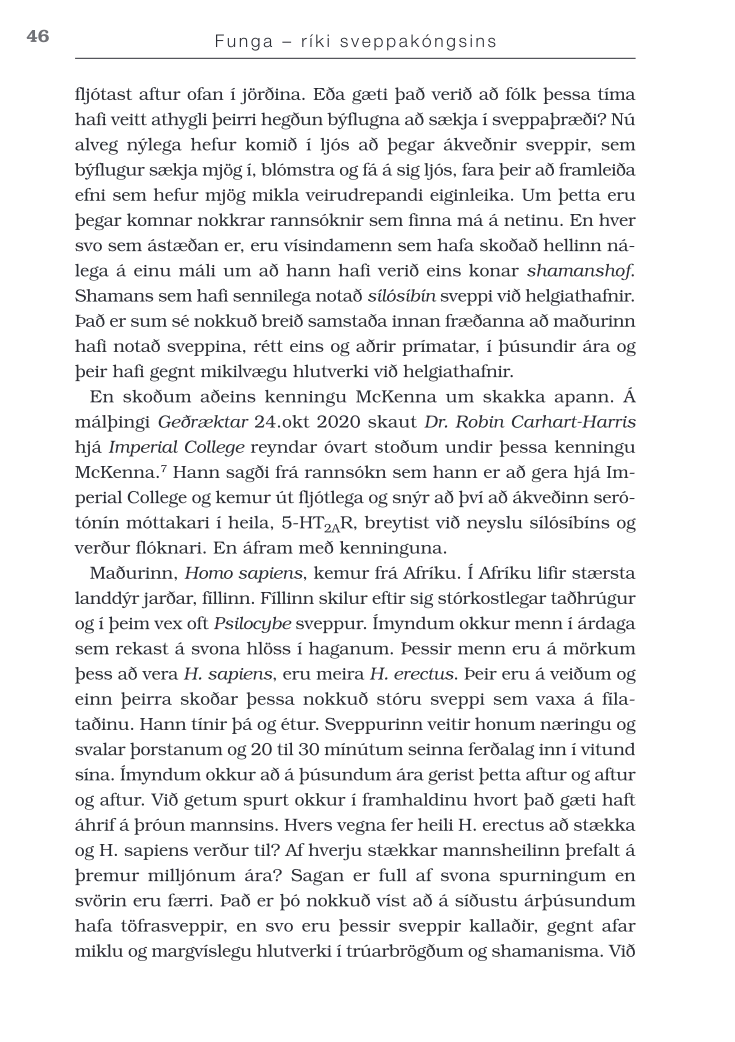 46
Funga – ríki sveppakóngsins
fljótast aftur ofan í jörðina. Eða gæti það verið að fólk þessa tíma
hafi veitt athygli þeirri hegðun býflugna að sækja í sveppaþræði? Nú
alveg nýlega hefur komið í ljós að þegar ákveðnir sveppir, sem
býflugur sækja mjög í, blómstra og fá á sig ljós, fara þeir að framleiða
efni sem hefur mjög mikla veirudrepandi eiginleika. Um þetta eru
þegar komnar nokkrar rannsóknir sem finna má á netinu. En hver
svo sem ástæðan er, eru vísindamenn sem hafa skoðað hellinn ná-
lega á einu máli um að hann hafi verið eins konar shamanshof.
Shamans sem hafi sennilega notað sílósíbín sveppi við helgiathafnir.
Það er sum sé nokkuð breið samstaða innan fræðanna að maðurinn
hafi notað sveppina, rétt eins og aðrir prímatar, í þúsundir ára og
þeir hafi gegnt mikilvægu hlutverki við helgiathafnir.
En skoðum aðeins kenningu McKenna um skakka apann. Á
málþingi Geðræktar 24.okt 2020 skaut Dr. Robin Carhart-Harris
hjá Imperial College reyndar óvart stoðum undir þessa kenningu
McKenna.⁷ Hann sagði frá rannsókn sem hann er að gera hjá Im-
perial College og kemur út fljótlega og snýr að því að ákveðinn seró-
tónín móttakari í heila, 5-HT₂ₐR, breytist við neyslu sílósíbíns og
verður flóknari. En áfram með kenninguna.
Maðurinn, Homo sapiens, kemur frá Afríku. Í Afríku lifir stærsta
landdýr jarðar, fíllinn. Fíllinn skilur eftir sig stórkostlegar taðhrúgur
og í þeim vex oft Psilocybe sveppur. Ímyndum okkur menn í árdaga
sem rekast á svona hlöss í haganum. Þessir menn eru á mörkum
þess að vera H. sapiens, eru meira H. erectus. Þeir eru á veiðum og
einn þeirra skoðar þessa nokkuð stóru sveppi sem vaxa á fíla-
taðinu. Hann tínir þá og étur. Sveppurinn veitir honum næringu og
svalar þorstanum og 20 til 30 mínútum seinna ferðalag inn í vitund
sína. Ímyndum okkur að á þúsundum ára gerist þetta aftur og aftur
og aftur. Við getum spurt okkur í framhaldinu hvort það gæti haft
áhrif á þróun mannsins. Hvers vegna fer heili H. erectus að stækka
og H. sapiens verður til? Af hverju stækkar mannsheilinn þrefalt á
þremur milljónum ára? Sagan er full af svona spurningum en
svörin eru færri. Það er þó nokkuð víst að á síðustu árþúsundum
hafa töfrasveppir, en svo eru þessir sveppir kallaðir, gegnt afar
miklu og margvíslegu hlutverki í trúarbrögðum og shamanisma. Við